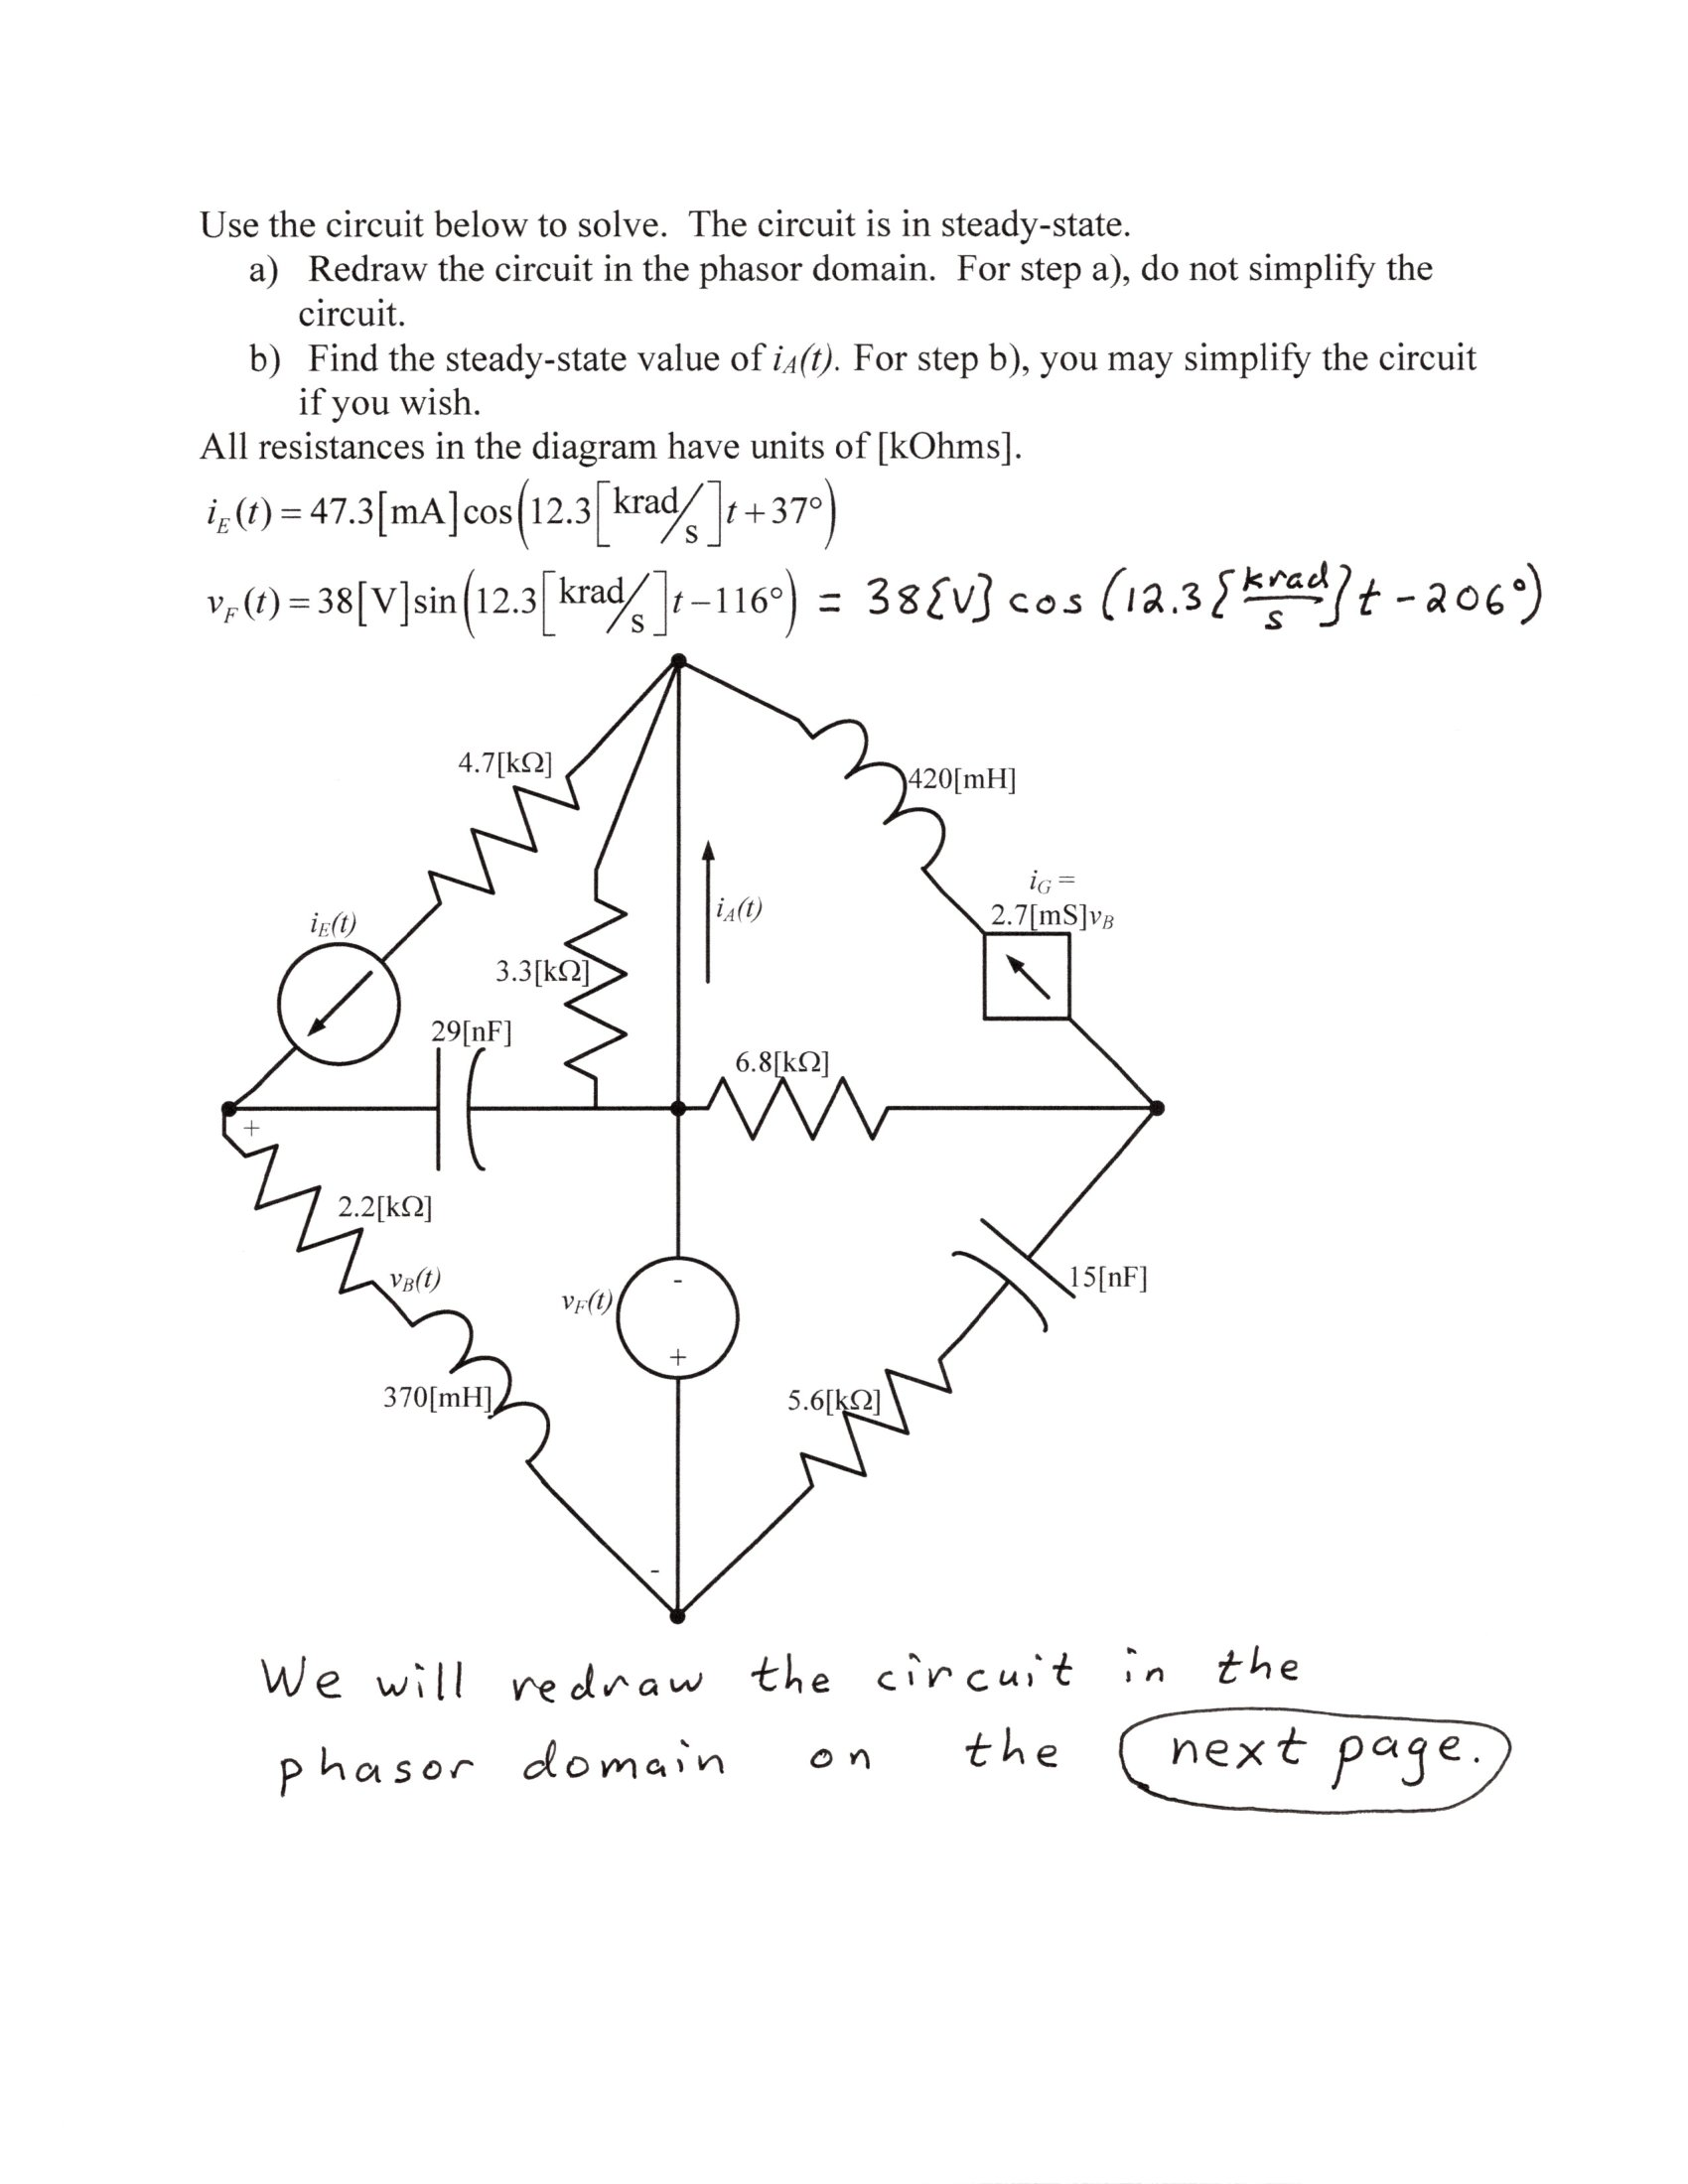 Use the circuit below to solve.  The circuit is in steady-state.
a)  Redraw the circuit in the phasor domain.  For step a), do not simplify the
circuit.
b)  Find the steady-state value of iA(t). For step b), you may simplify the circuit
if you wish.
All resistances in the diagram have units of [kOhms].
iE(t) = 47.3[mA]cos(12.3[krad/s]t + 37°)
vF(t) = 38[V]sin(12.3[krad/s]t − 116°) = 38[V] cos (12.3[krad/s]t - 206°)
4.7[kΩ]
420[mH]
iG =
2.7[mS]vB
iA(t)
iE(t)
3.3[kΩ]
29[nF]
6.8[kΩ]
+
2.2[kΩ]
vB(t)
-
vF(t)
15[nF]
+
370[mH]
5.6[kΩ]
-
We will redraw the circuit in the
phasor domain on the next page.